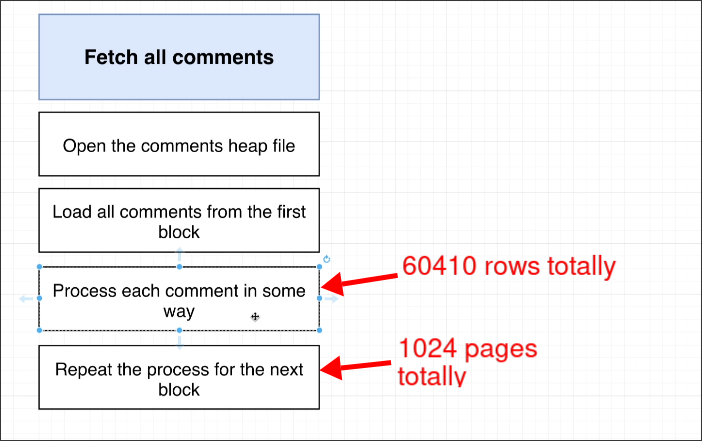 Fetch all comments
Open the comments heap file
Load all comments from the first
block
Process each comment in some
way
60410 rows totally
Repeat the process for the next
block
1024 pages
totally